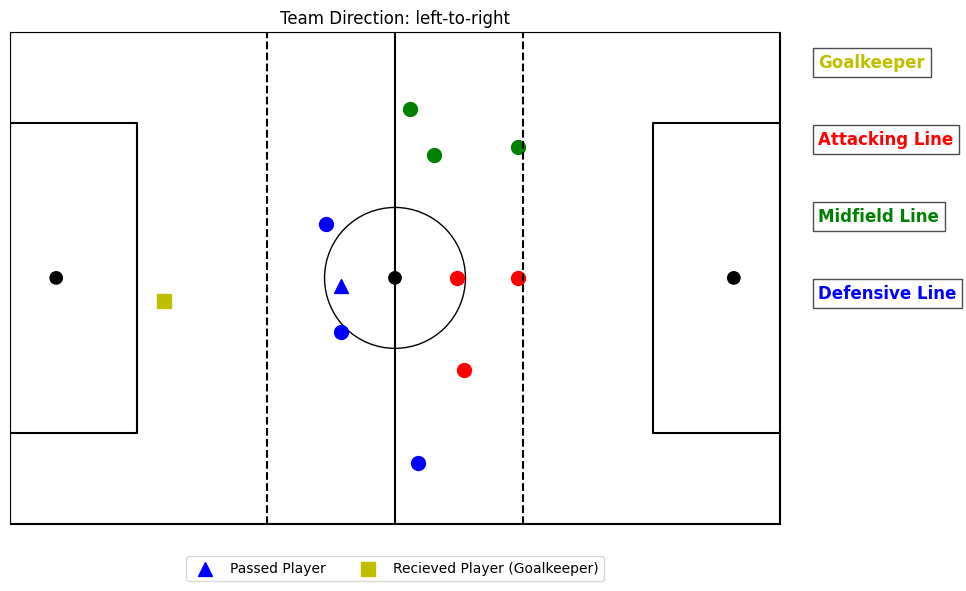 Team Direction: left-to-right
Goalkeeper
Attacking Line
Midfield Line
Defensive Line
Passed Player
Recieved Player (Goalkeeper)